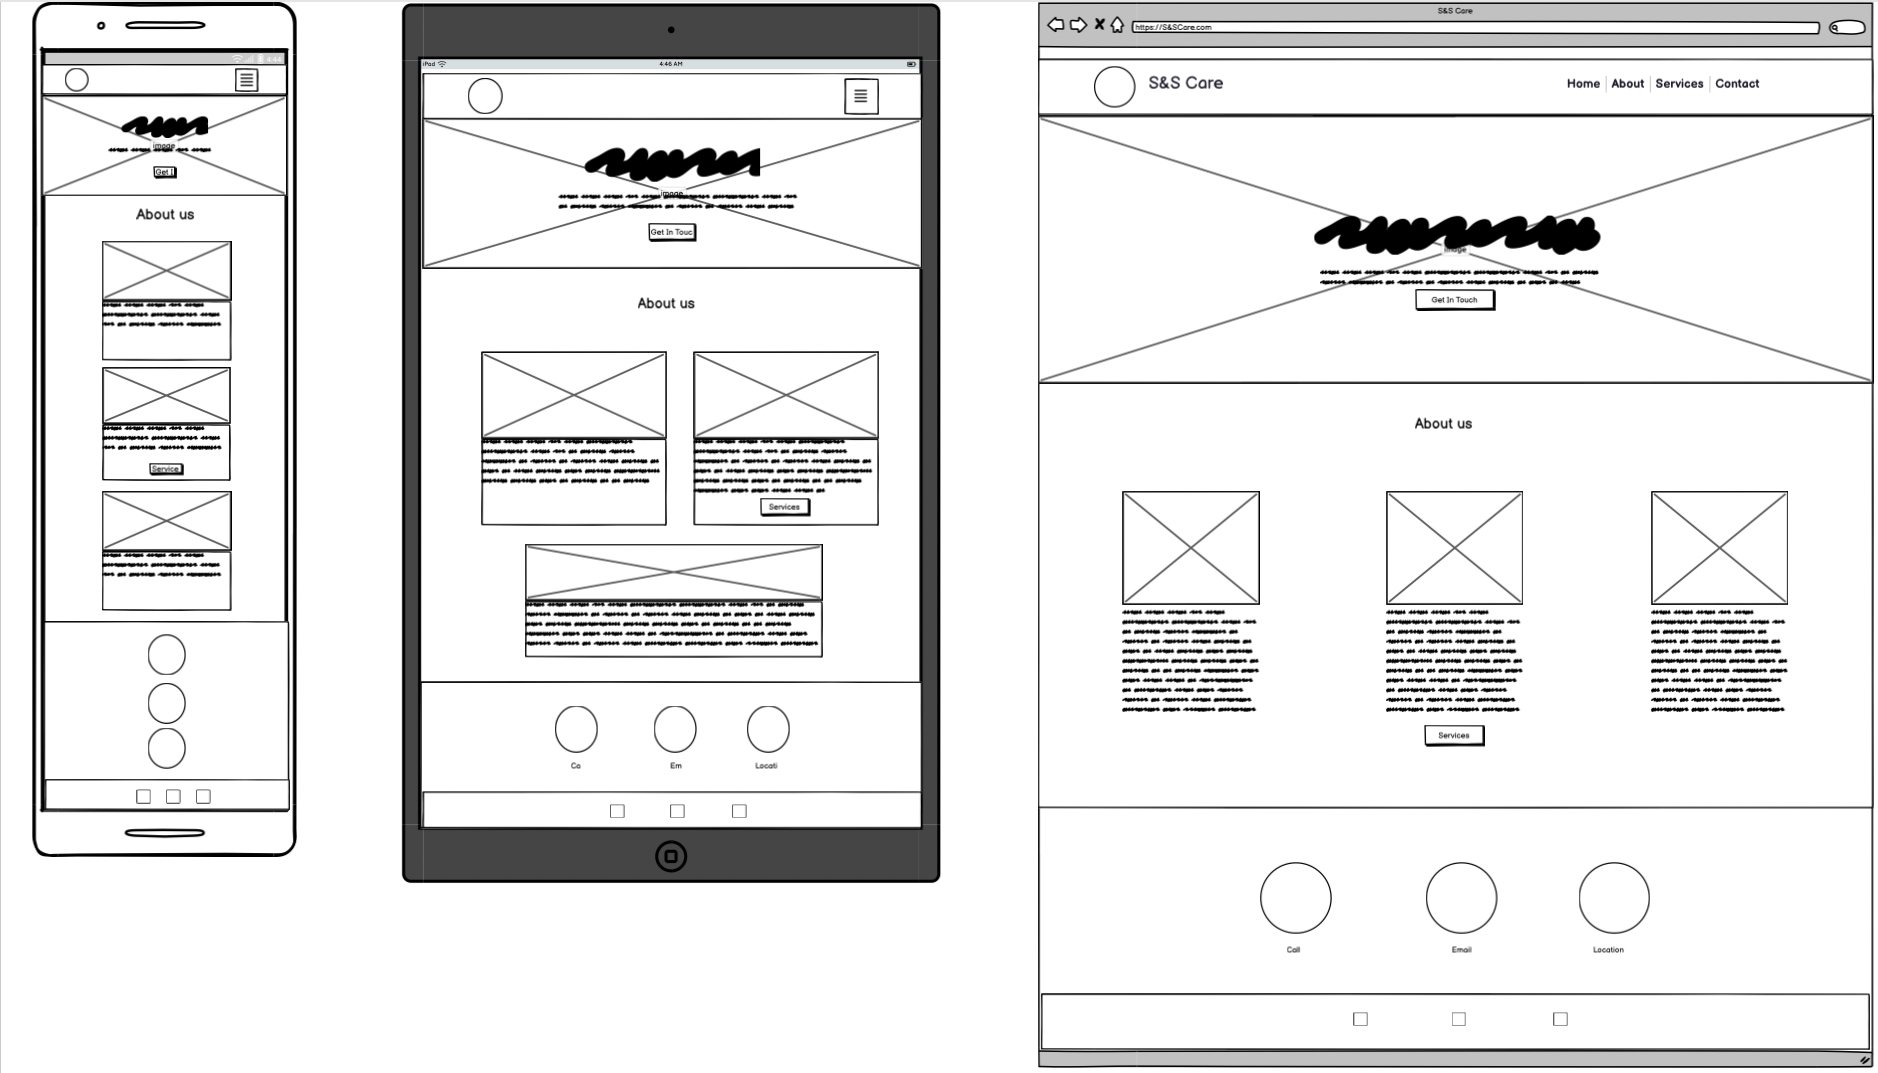 4:44
image
Get I
About us
Service
iPad
4:46 AM
image
Get In Touc
About us
Services
Ca
Em
Locati
S&S Care
https://S&SCare.com
S&S Care
Home About Services Contact
image
Get In Touch
About us
Services
Call
Email
Location